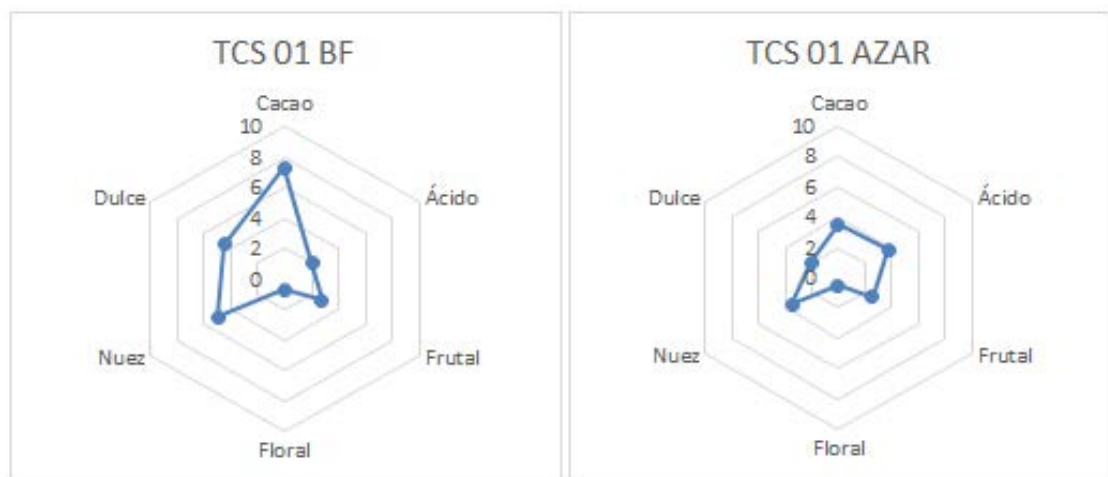 TCS 01 BF
Cacao
10
8
6
4
2
0
Dulce
Ácido
Nuez
Frutal
Floral
TCS 01 AZAR
Cacao
10
8
6
4
2
0
Dulce
Ácido
Nuez
Frutal
Floral